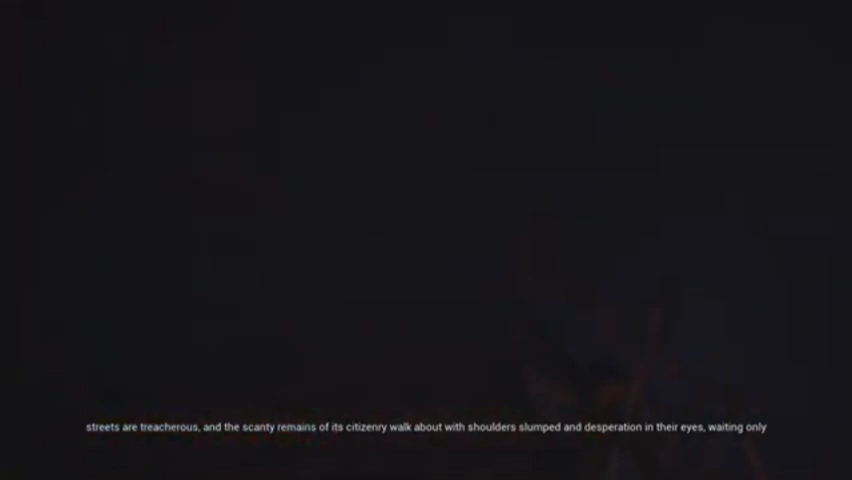 streets are treacherous, and the scanty remains of its citizenry walk about with shoulders slumped and desperation in their eyes, waiting only